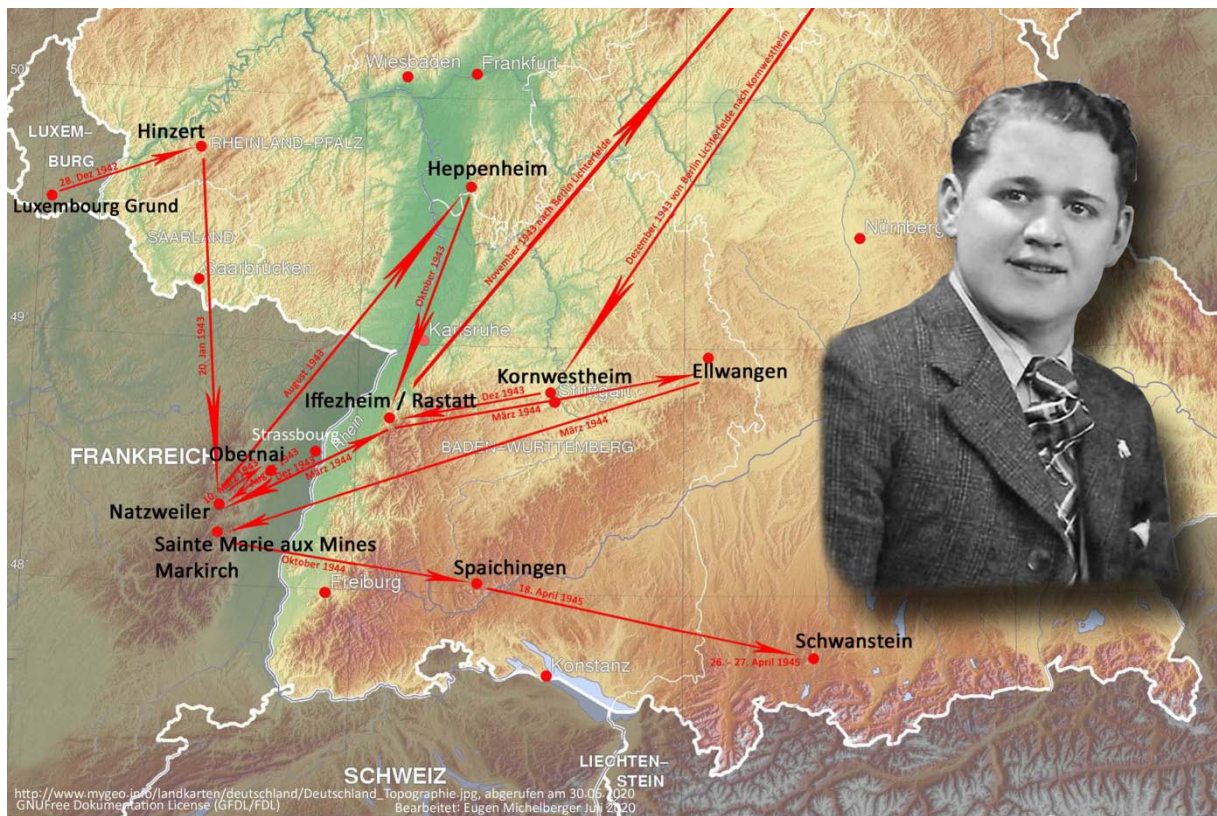 50°
Wiesbaden
Frankfurt
LUXEM-
BURG
Hinzert
RHEINLAND-PFALZ
28. Dez 1942
Luxembourg Grund
Heppenheim
November 1943 nach Berlin Lichterfelde
Dezember 1943 von Berlin Lichterfelde nach Kornwestheim
Nürnberg
SAARLAND
Saarbrücken
Oktober 1943
49°
20. Jan 1943
August 1943
Karlsruhe
Kornwestheim
Stuttgart
Ellwangen
Iffezheim / Rastatt
Dez 1943
März 1944
März 1944
Strassbourg
Rhein
BADEN-WÜRTTEMBERG
FRANKREICH
Obernai
Dez 1943
März 1944
Natzweiler
Sainte Marie aux Mines
Markirch
Oktober 1944
48
Freiburg
Spaichingen
18. April 1945
Schwanstein
26. - 27. April 1945
Konstanz
LIECHTEN-
STEIN
SCHWEIZ
http://www.mygeo.info/landkarten/deutschland/Deutschland_Topographie.jpg, abgerufen am 30.06.2020
GNUFree Dokumentation License (GFDL/FDL)
Bearbeitet: Eugen Michelberger Juli 2020